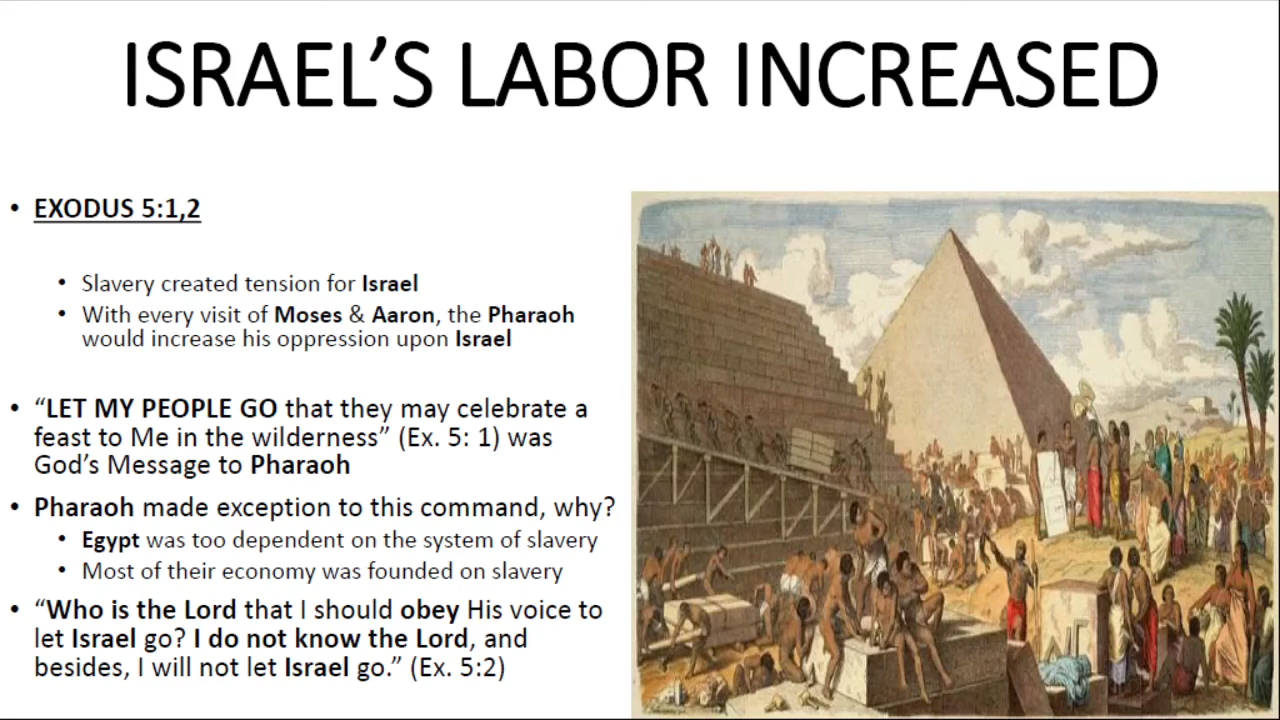 ISRAEL’S LABOR INCREASED
• EXODUS 5:1,2
• Slavery created tension for Israel
• With every visit of Moses & Aaron, the Pharaoh
would increase his oppression upon Israel
• “LET MY PEOPLE GO that they may celebrate a
feast to Me in the wilderness” (Ex. 5: 1) was
God’s Message to Pharaoh
• Pharaoh made exception to this command, why?
• Egypt was too dependent on the system of slavery
• Most of their economy was founded on slavery
• “Who is the Lord that I should obey His voice to
let Israel go? I do not know the Lord, and
besides, I will not let Israel go.” (Ex. 5:2)